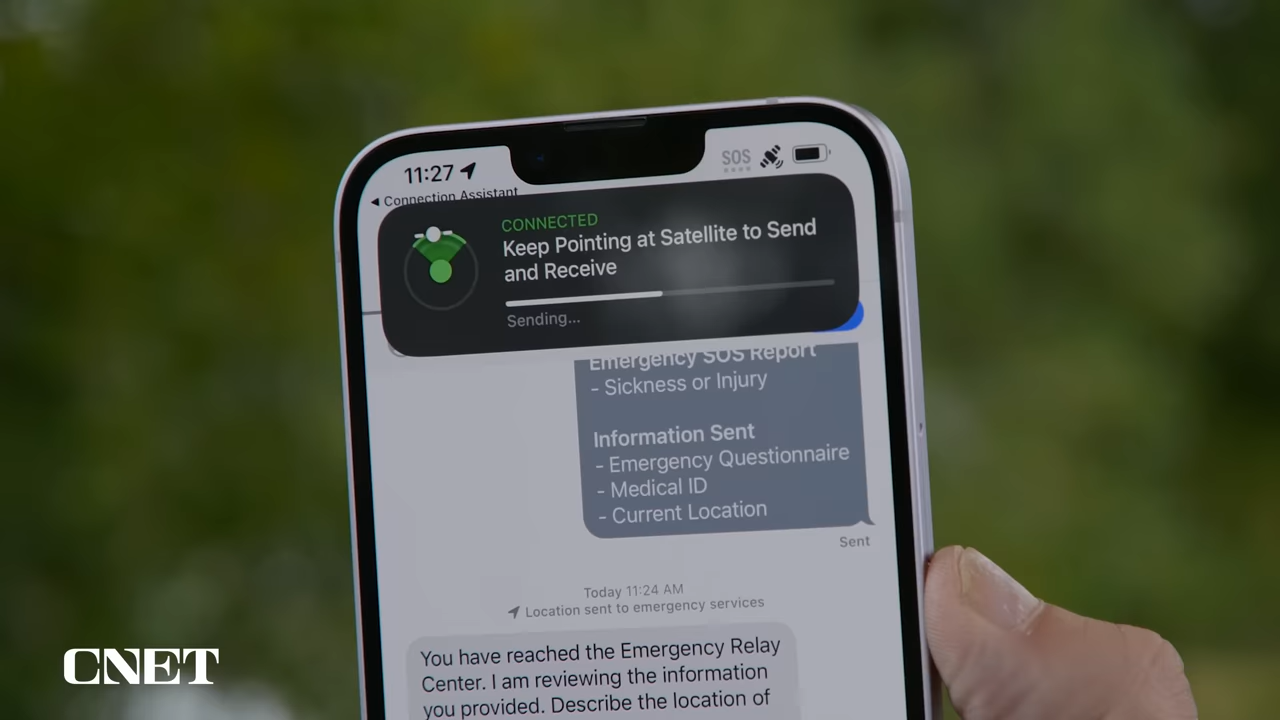 11:27
SOS
Connection Assistant
CONNECTED
Keep Pointing at Satellite to Send
and Receive
Sending...
Emergency SOS Report
- Sickness or Injury
Information Sent
- Emergency Questionnaire
- Medical ID
- Current Location
Sent
Today 11:24 AM
Location sent to emergency services
You have reached the Emergency Relay
Center. I am reviewing the information
you provided. Describe the location of
CNET